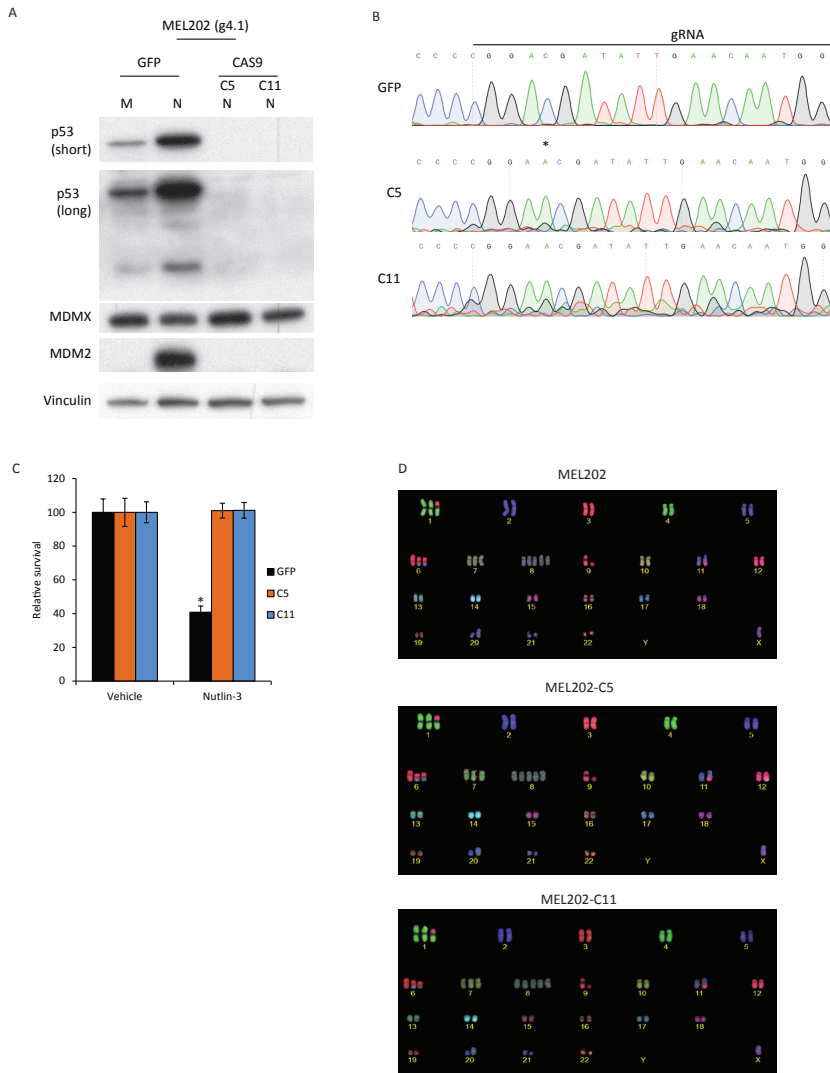 A
MEL202 (g4.1)
GFP CAS9
C5 C11
M N N N
p53
(short)
p53
(long)
MDMX
MDM2
Vinculin
B
gRNA
C C C C G G A C G A T A T T G A A C A A T G G
GFP
*
C C C C G G A A C G A T A T T G A A C A A T G G
C5
C C C C G G A A C G A T A T T G A A C A A T G G
C11
C
Relative survival
120
100
80
60
40
20
0
*
Vehicle Nutlin-3
GFP
C5
C11
D
MEL202
1 2 3 4 5
6 7 8 9 10 11 12
13 14 15 16 17 18
19 20 21 22 Y X
MEL202-C5
1 2 3 4 5
6 7 8 9 10 11 12
13 14 15 16 17 18
19 20 21 22 Y X
MEL202-C11
1 2 3 4 5
6 7 8 9 10 11 12
13 14 15 16 17 18
19 20 21 22 Y X